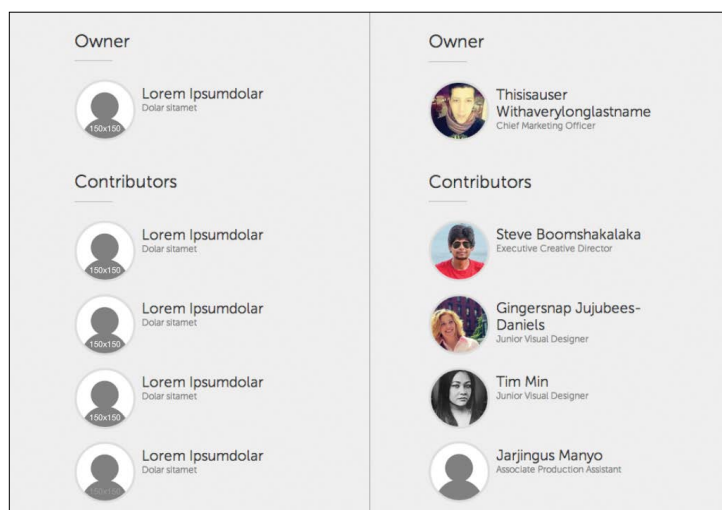 Owner
150x150
Lorem Ipsumdolar
Dolar sitamet
Contributors
150x150
Lorem Ipsumdolar
Dolar sitamet
150x150
Lorem Ipsumdolar
Dolar sitamet
150x150
Lorem Ipsumdolar
Dolar sitamet
150x150
Lorem Ipsumdolar
Dolar sitamet
Owner
Thisisauser
Withaverylonglastname
Chief Marketing Officer
Contributors
Steve Boomshakalaka
Executive Creative Director
Gingersnap Jujubees-
Daniels
Junior Visual Designer
Tim Min
Junior Visual Designer
Jarjingus Manyo
Associate Production Assistant